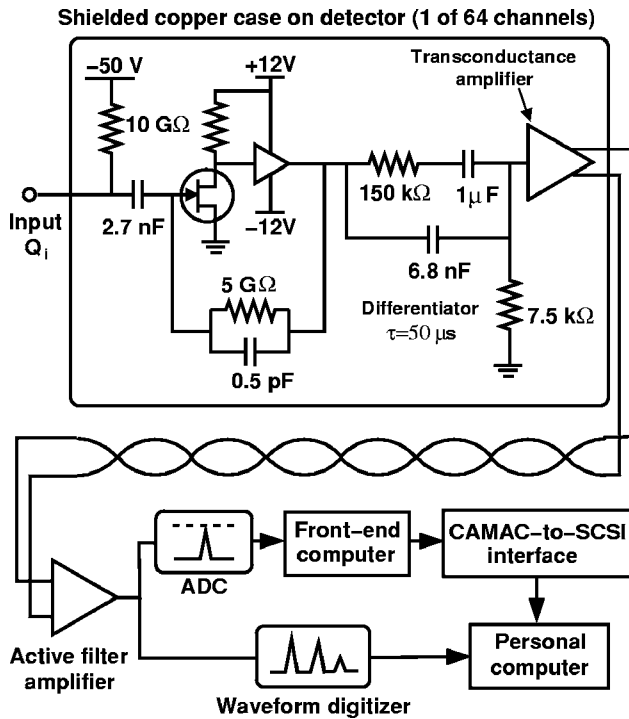 Shielded copper case on detector (1 of 64 channels)
−50 V
+12V
Transconductance
amplifier
10 GΩ
150 kΩ
1μF
Input
Qi
2.7 nF
−12V
6.8 nF
5 GΩ
Differentiator
τ=50 μs
7.5 kΩ
0.5 pF
Front−end
computer
CAMAC−to−SCSI
interface
ADC
Active filter
amplifier
Personal
computer
Waveform digitizer